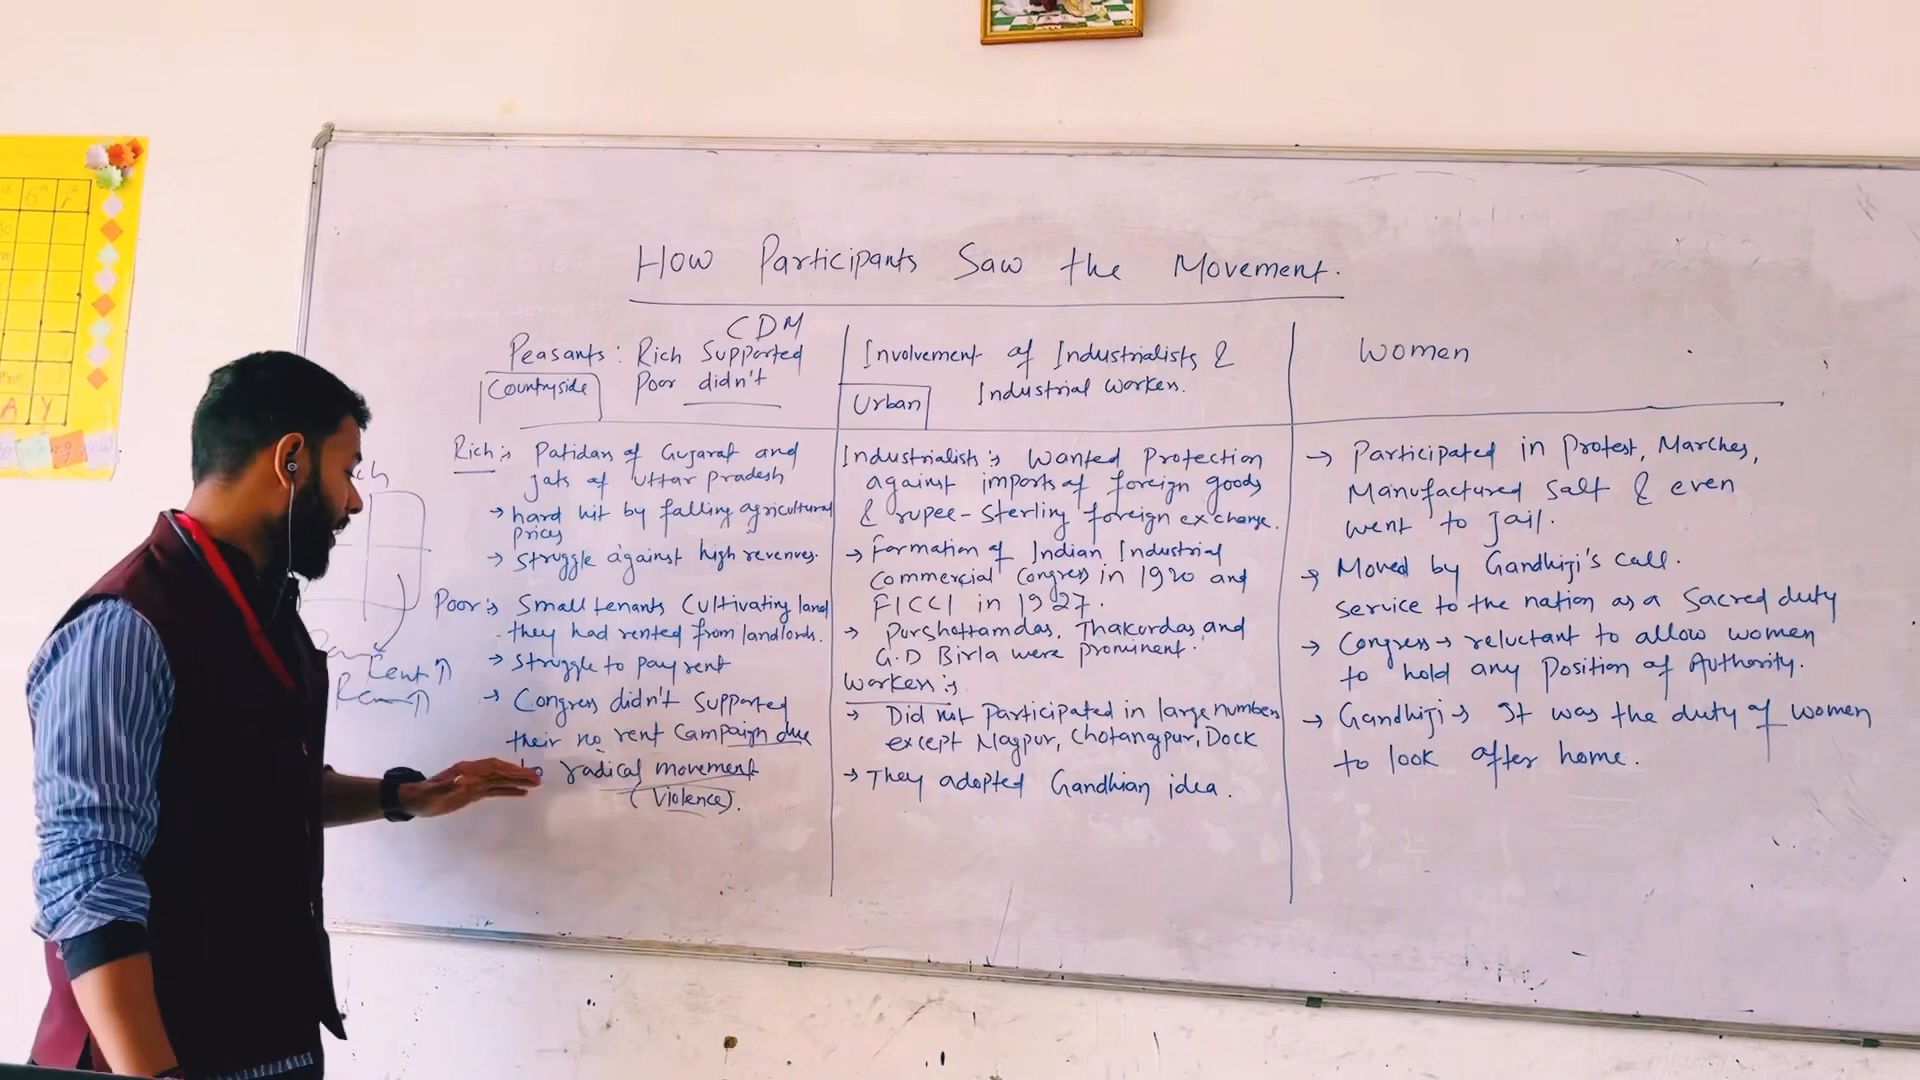 How Participants Saw the Movement.
CDM
Peasants: Rich Supported
Countryside
Poor didn't
Rich:→ Patidars of Gujarat and
Jats of Uttar Pradesh
→ hard hit by falling agricultural
prices
→ struggle against high revenues.
Poor:→ Small tenants Cultivating land
they had rented from landlords.
→ Struggle to pay rent
→ Congress didn't Supported
their no rent Campaign due
to radical movement
(Violence).
Rent ↑
Involvement of Industrialists &
Industrial workers.
Urban
Industrialists:→ Wanted Protection
against imports of foreign goods
& rupee-Sterling foreign exchange.
→ Formation of Indian Industrial
Commercial Congress in 1920 and
FICCI in 1927.
→ Purshottamdas, Thakurdas, and
G.D Birla were prominent.
Workers:→
→ Did not participated in large numbers
except Nagpur, Chotanagpur, Dock
→ They adopted Gandhian idea.
Women
→ Participated in Protest, Marches,
Manufactured Salt & even
went to Jail.
→ Moved by Gandhiji's call.
Service to the nation as a Sacred duty
→ Congress → reluctant to allow women
to hold any Position of Authority.
→ Gandhiji → It was the duty of women
to look after home.
6th
A Y